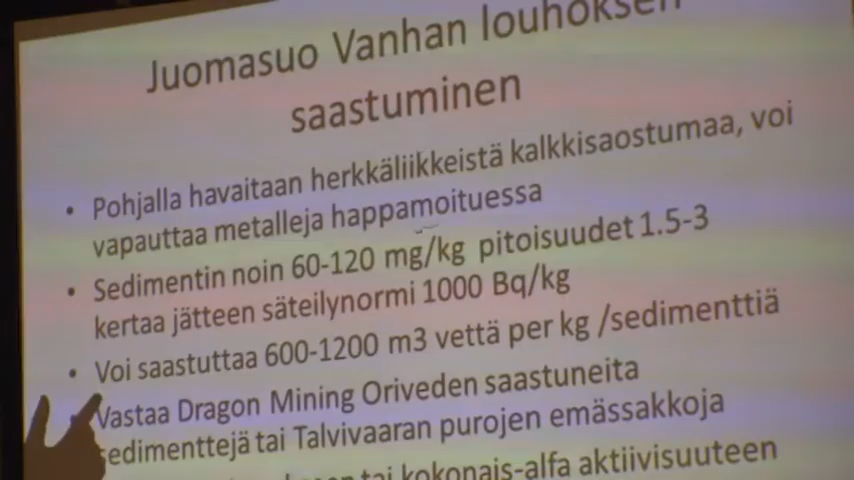 Juomasuo Vanhan louhoksen
saastuminen
• Pohjalla havaitaan herkkäliikkeistä kalkkisaostumaa, voi
vapauttaa metalleja happamoituessa
• Sedimentin noin 60-120 mg/kg pitoisuudet 1.5-3
kertaa jätteen säteilynormi 1000 Bq/kg
• Voi saastuttaa 600-1200 m3 vettä per kg /sedimenttiä
Vastaa Dragon Mining Oriveden saastuneita
sedimenttejä tai Talvivaaran purojen emässakkoja
tai kokonais-alfa aktiivisuuteen